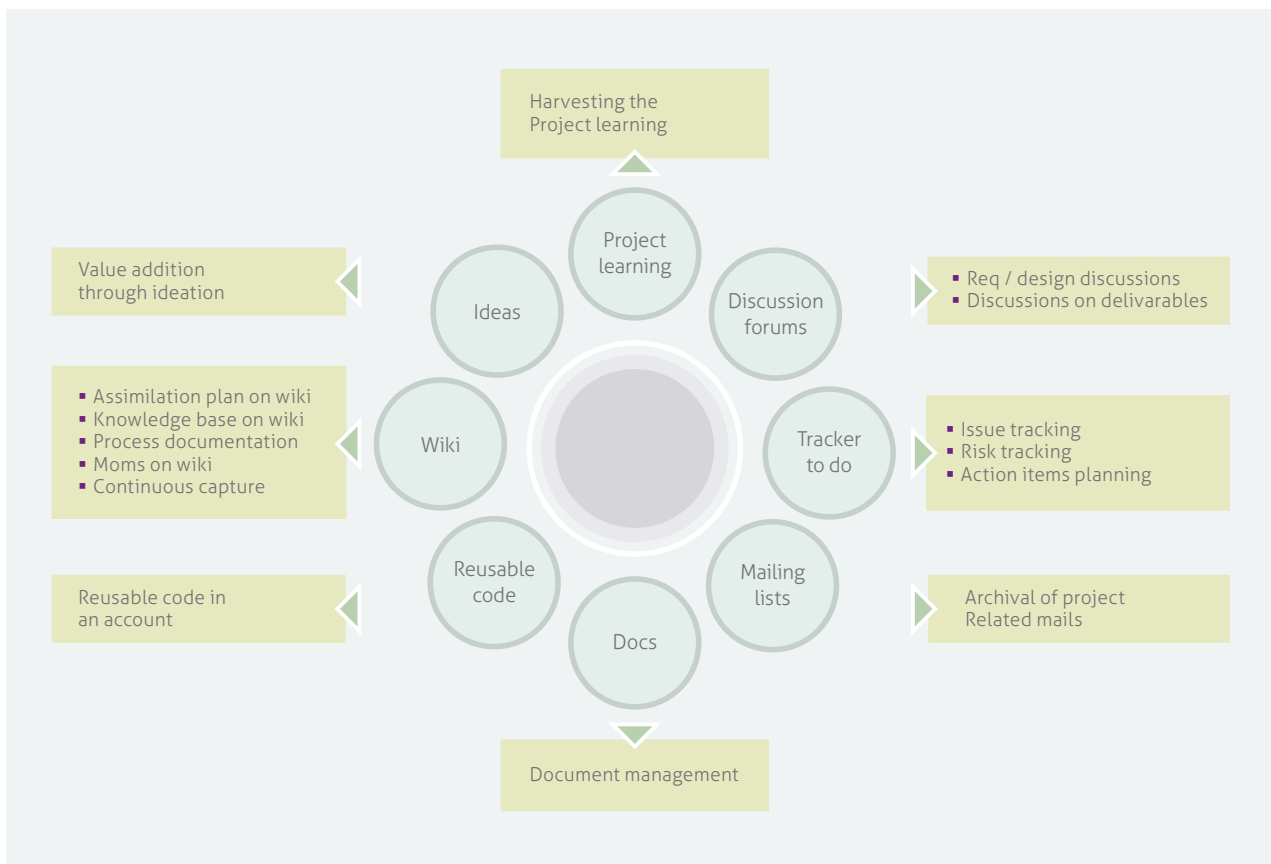 Harvesting the
Project learning
Project
learning
Value addition
through ideation
Ideas
Discussion
forums
▪ Req / design discussions
▪ Discussions on delivarables
▪ Assimilation plan on wiki
▪ Knowledge base on wiki
▪ Process documentation
▪ Moms on wiki
▪ Continuous capture
Wiki
Tracker
to do
▪ Issue tracking
▪ Risk tracking
▪ Action items planning
Reusable code in
an account
Reusable
code
Mailing
lists
Archival of project
Related mails
Docs
Document management